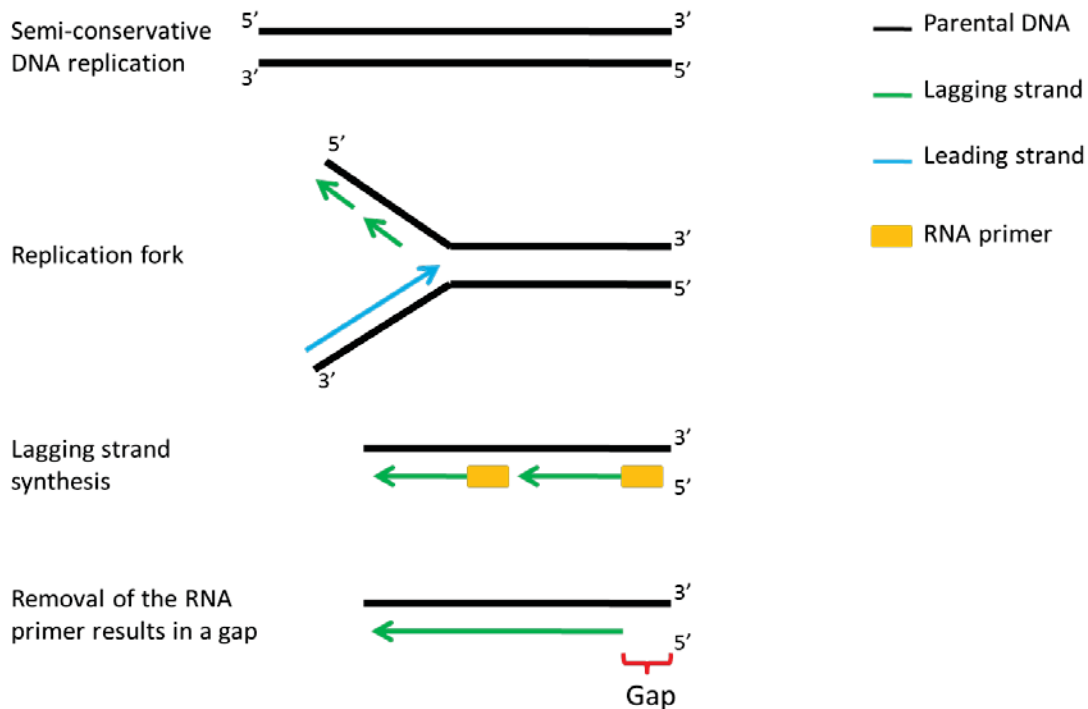 Semi-conservative
DNA replication
5’
3’
3’
5’
Parental DNA
Lagging strand
Leading strand
RNA primer
Replication fork
5’
3’
5’
3’
Lagging strand
synthesis
3’
5’
Removal of the RNA
primer results in a gap
3’
5’
Gap